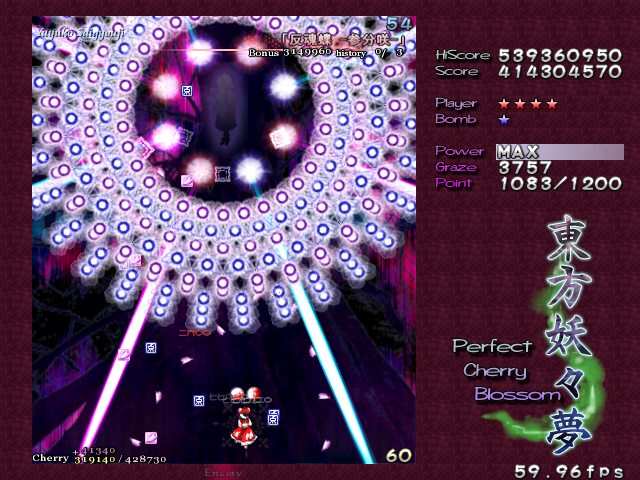 Yuyuko Saigyouji
54
「反魂蝶 -参分咲-」
Bonus 3149960 history 0/ 3
HiScore 539360950
Score 414304570
Player ★★★★
Bomb ★
Power MAX
Graze 3757
Point 1083/1200
東方妖々夢
Perfect
Cherry
Blossom
+ 41340
Cherry 319140/428730
60
Enemy
59.96fps